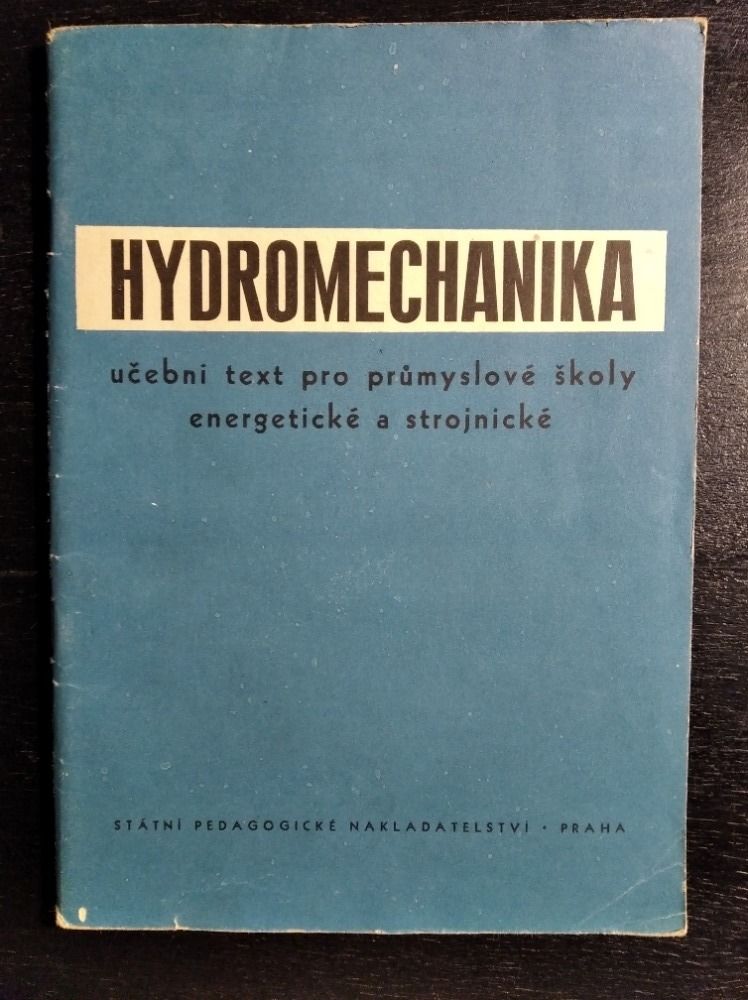 HYDROMECHANIKA
učebni text pro průmyslové školy
energetické a strojnické
STÁTNÍ PEDAGOGICKÉ NAKLADATELSTVÍ • PRAHA